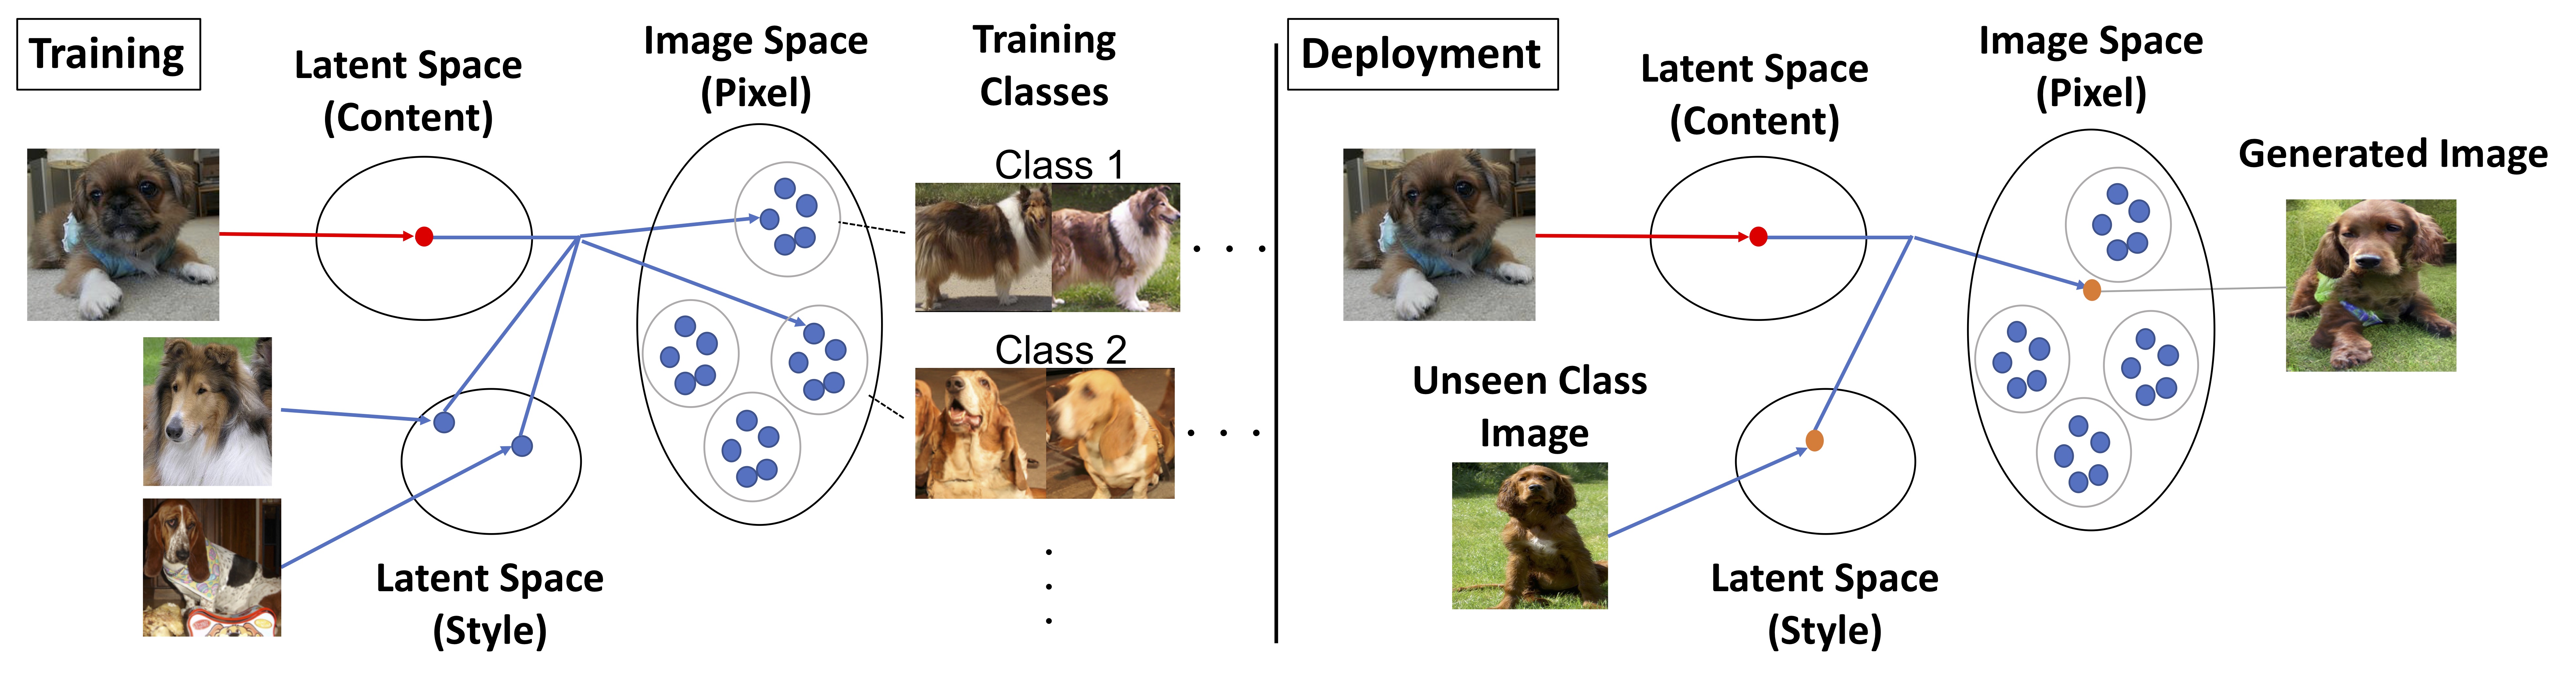 Training
Latent Space
(Content)
Image Space
(Pixel)
Training
Classes
Class 1
. . .
Class 2
. . .
Latent Space
(Style)
Deployment
Latent Space
(Content)
Image Space
(Pixel)
Generated Image
Unseen Class
Image
Latent Space
(Style)